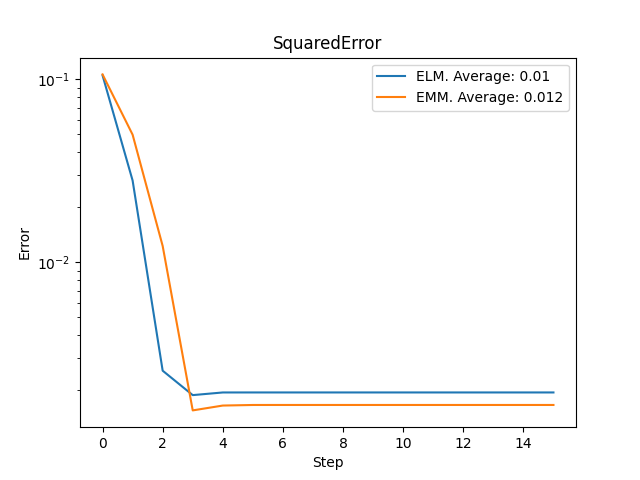 SquaredError
ELM. Average: 0.01
EMM. Average: 0.012
10⁻¹
10⁻²
Error
0 2 4 6 8 10 12 14
Step